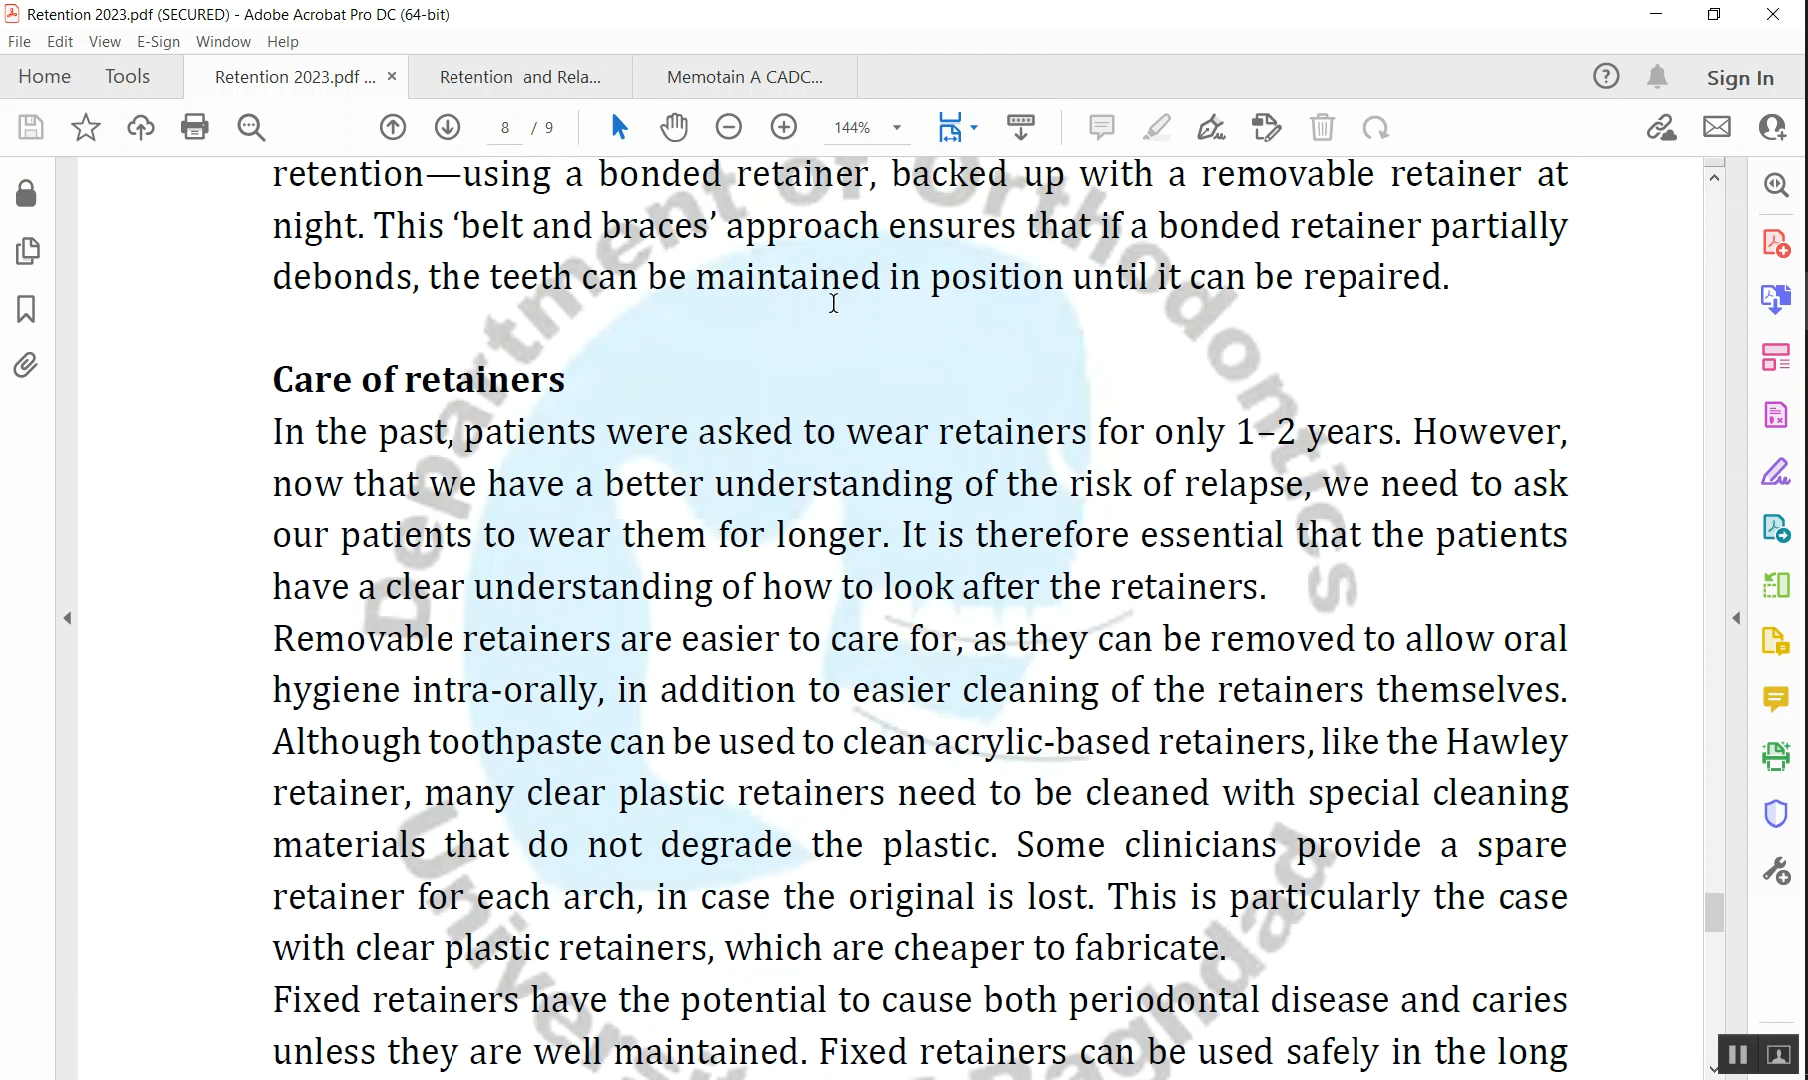 Retention 2023.pdf (SECURED) - Adobe Acrobat Pro DC (64-bit)
File Edit View E-Sign Window Help
Home Tools Retention 2023.pdf ... × Retention and Rela... Memotain A CADC... Sign In
8 / 9 144%
retention—using a bonded retainer, backed up with a removable retainer at
night. This ‘belt and braces’ approach ensures that if a bonded retainer partially
debonds, the teeth can be maintained in position until it can be repaired.
Care of retainers
In the past, patients were asked to wear retainers for only 1–2 years. However,
now that we have a better understanding of the risk of relapse, we need to ask
our patients to wear them for longer. It is therefore essential that the patients
have a clear understanding of how to look after the retainers.
Removable retainers are easier to care for, as they can be removed to allow oral
hygiene intra-orally, in addition to easier cleaning of the retainers themselves.
Although toothpaste can be used to clean acrylic-based retainers, like the Hawley
retainer, many clear plastic retainers need to be cleaned with special cleaning
materials that do not degrade the plastic. Some clinicians provide a spare
retainer for each arch, in case the original is lost. This is particularly the case
with clear plastic retainers, which are cheaper to fabricate.
Fixed retainers have the potential to cause both periodontal disease and caries
unless they are well maintained. Fixed retainers can be used safely in the long
Department of Orthodontics
University of Baghdad